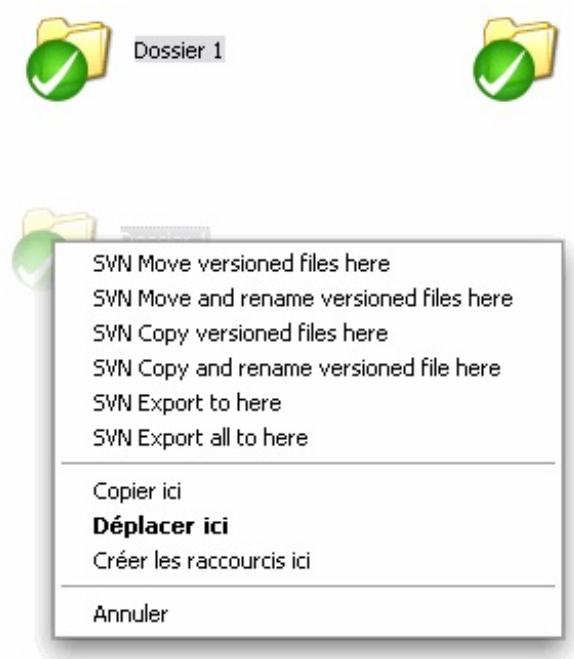 Dossier 1
SVN Move versioned files here
SVN Move and rename versioned files here
SVN Copy versioned files here
SVN Copy and rename versioned file here
SVN Export to here
SVN Export all to here
Copier ici
Déplacer ici
Créer les raccourcis ici
Annuler